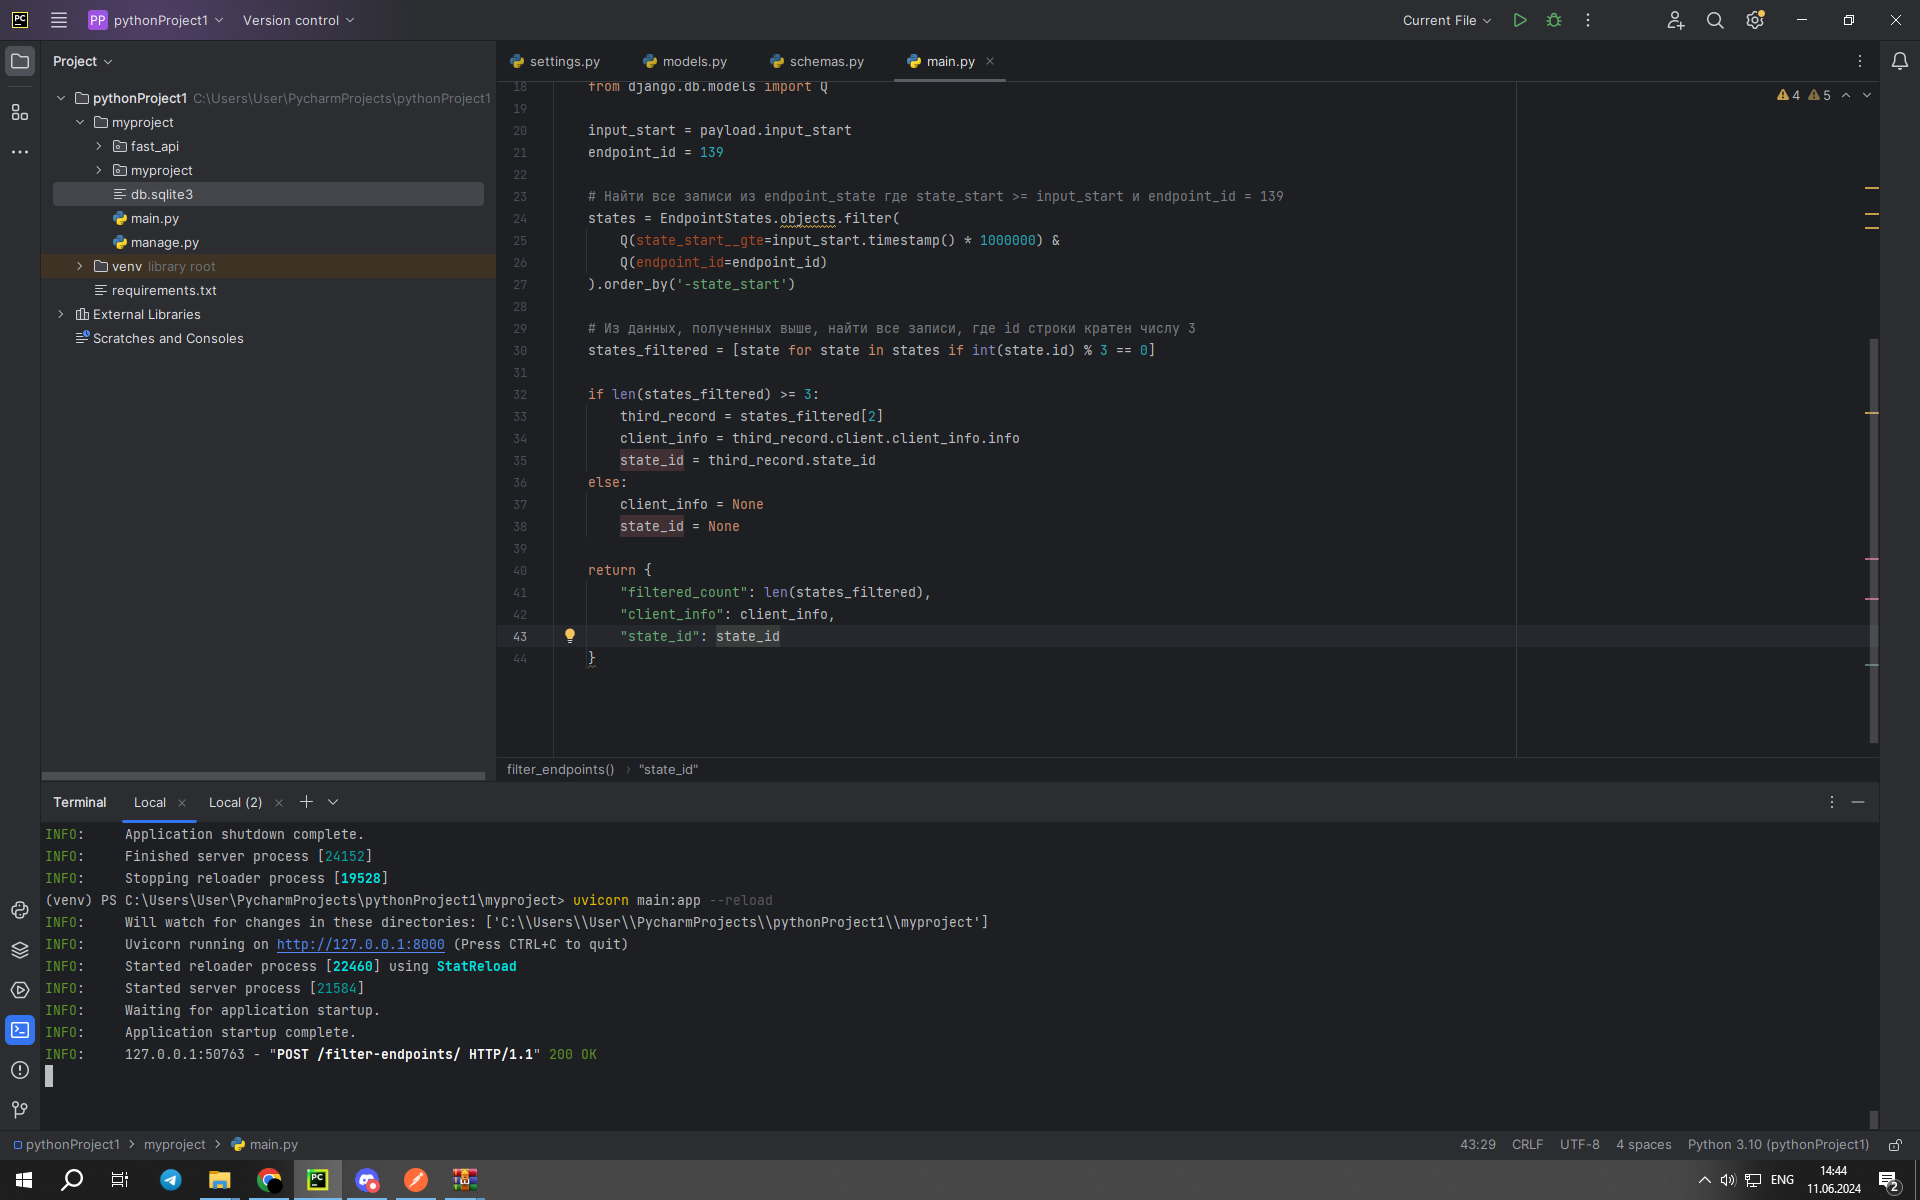 PC
PP pythonProject1
Version control
Current File
Project
settings.py
models.py
schemas.py
main.py
pythonProject1 C:\Users\User\PycharmProjects\pythonProject1
myproject
fast_api
myproject
db.sqlite3
main.py
manage.py
venv library root
requirements.txt
External Libraries
Scratches and Consoles
4 5
18 from django.db.models import Q
19
20 input_start = payload.input_start
21 endpoint_id = 139
22
23 # Найти все записи из endpoint_state где state_start >= input_start и endpoint_id = 139
24 states = EndpointStates.objects.filter(
25 Q(state_start__gte=input_start.timestamp() * 1000000) &
26 Q(endpoint_id=endpoint_id)
27 ).order_by('-state_start')
28
29 # Из данных, полученных выше, найти все записи, где id строки кратен числу 3
30 states_filtered = [state for state in states if int(state.id) % 3 == 0]
31
32 if len(states_filtered) >= 3:
33 third_record = states_filtered[2]
34 client_info = third_record.client.client_info.info
35 state_id = third_record.state_id
36 else:
37 client_info = None
38 state_id = None
39
40 return {
41 "filtered_count": len(states_filtered),
42 "client_info": client_info,
43 "state_id": state_id
44 }
filter_endpoints() › "state_id"
Terminal
Local
Local (2)
INFO: Application shutdown complete.
INFO: Finished server process [24152]
INFO: Stopping reloader process [19528]
(venv) PS C:\Users\User\PycharmProjects\pythonProject1\myproject> uvicorn main:app --reload
INFO: Will watch for changes in these directories: ['C:\\Users\\User\\PycharmProjects\\pythonProject1\\myproject']
INFO: Uvicorn running on http://127.0.0.1:8000 (Press CTRL+C to quit)
INFO: Started reloader process [22460] using StatReload
INFO: Started server process [21584]
INFO: Waiting for application startup.
INFO: Application startup complete.
INFO: 127.0.0.1:50763 - "POST /filter-endpoints/ HTTP/1.1" 200 OK
pythonProject1 › myproject › main.py
43:29 CRLF UTF-8 4 spaces Python 3.10 (pythonProject1)
PC
ENG
14:44
11.06.2024
2